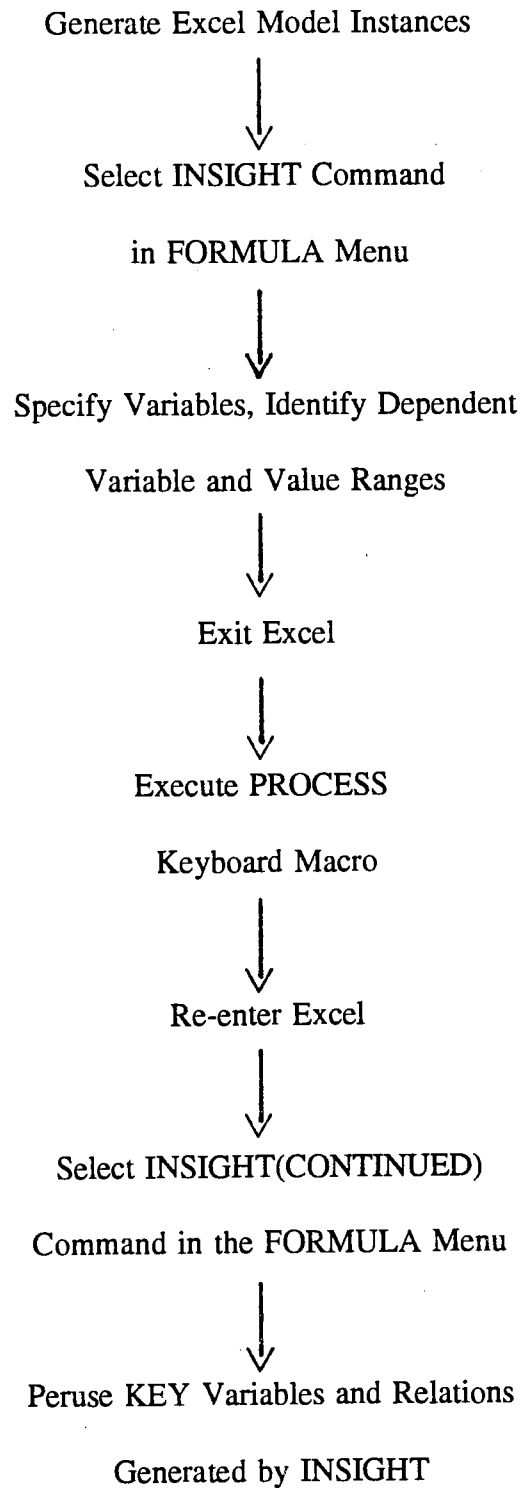 Generate Excel Model Instances
Select INSIGHT Command
in FORMULA Menu
Specify Variables, Identify Dependent
Variable and Value Ranges
Exit Excel
Execute PROCESS
Keyboard Macro
Re-enter Excel
Select INSIGHT(CONTINUED)
Command in the FORMULA Menu
Peruse KEY Variables and Relations
Generated by INSIGHT